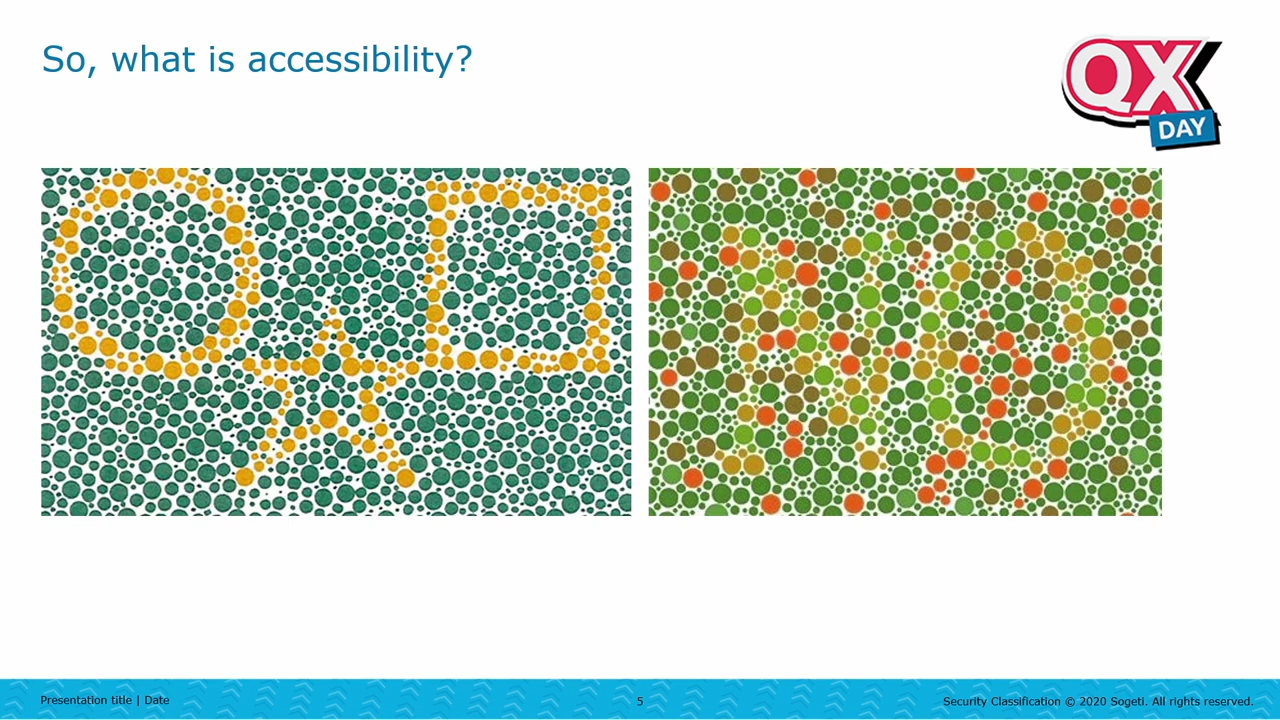 So, what is accessibility?
QX
DAY
Presentation title | Date
5
Security Classification © 2020 Sogeti. All rights reserved.